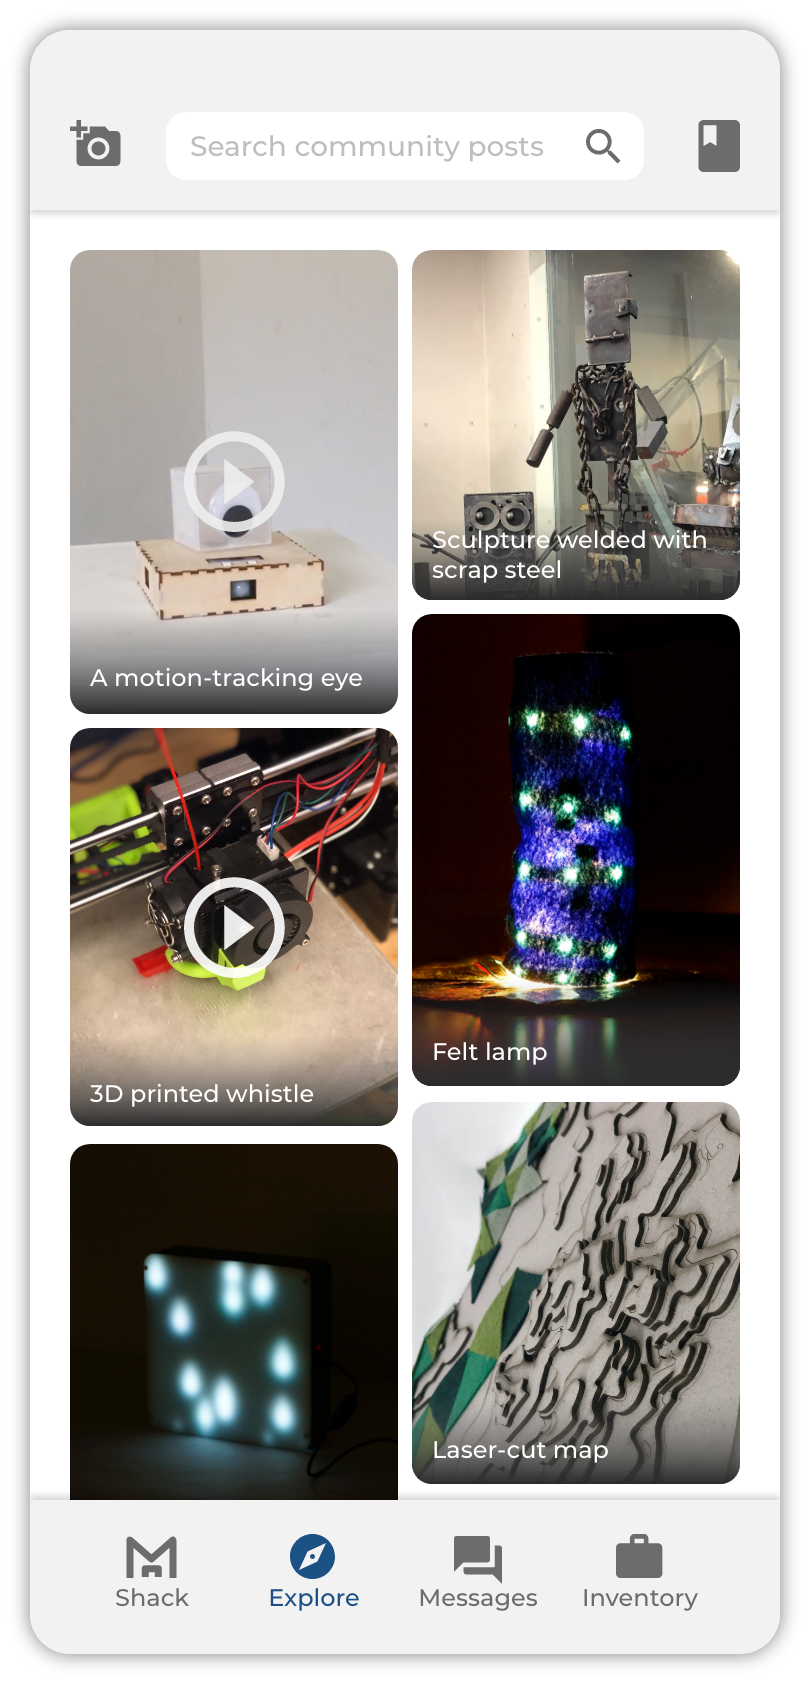 Search community posts
A motion-tracking eye
Sculpture welded with
scrap steel
3D printed whistle
Felt lamp
Laser-cut map
Shack
Explore
Messages
Inventory